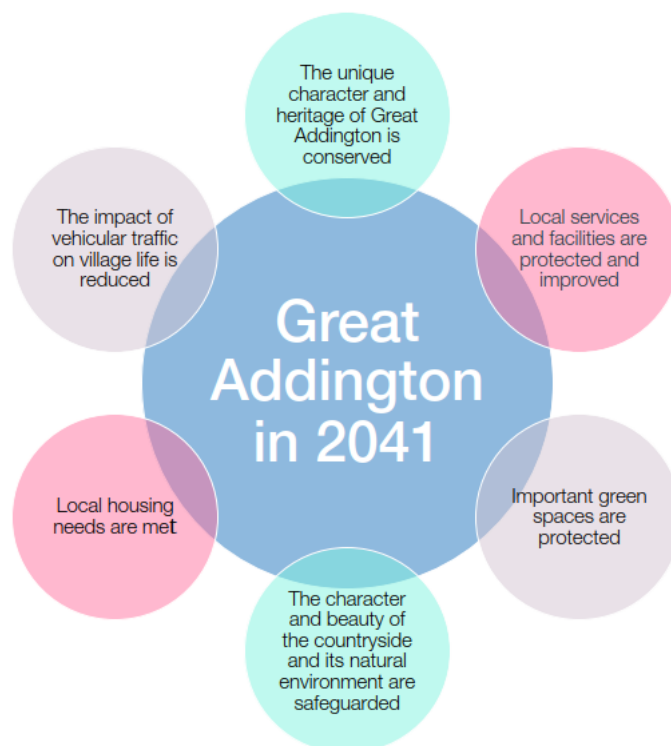 The unique
character and
heritage of Great
Addington is
conserved
The impact of
vehicular traffic
on village life is
reduced
Local services
and facilities are
protected and
improved
Great
Addington
in 2041
Local housing
needs are met
Important green
spaces are
protected
The character
and beauty of
the countryside
and its natural
environment are
safeguarded